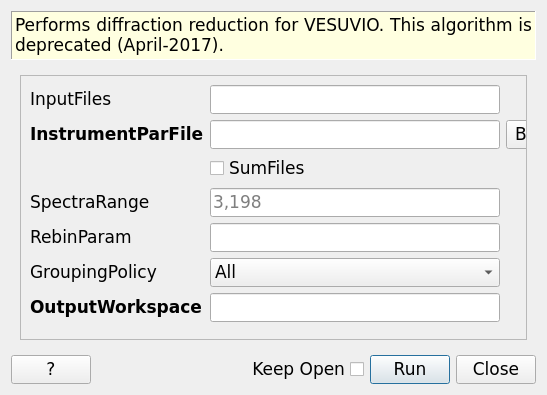 Performs diffraction reduction for VESUVIO. This algorithm is
deprecated (April-2017).
InputFiles
InstrumentParFile B
SumFiles
SpectraRange 3,198
RebinParam
GroupingPolicy All
OutputWorkspace
? Keep Open Run Close